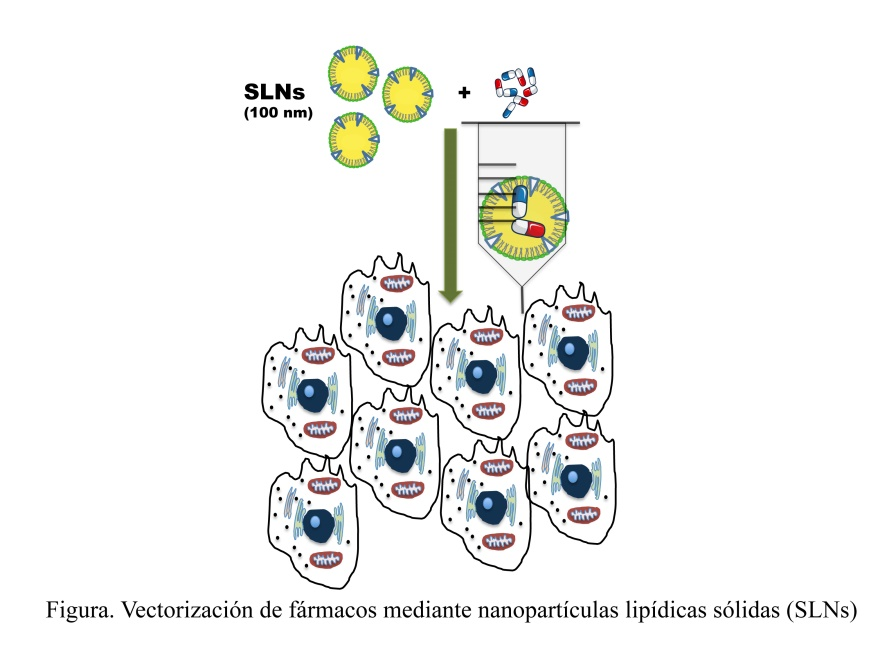 SLNs
(100 nm)
+
Figura. Vectorización de fármacos mediante nanopartículas lipídicas sólidas (SLNs)